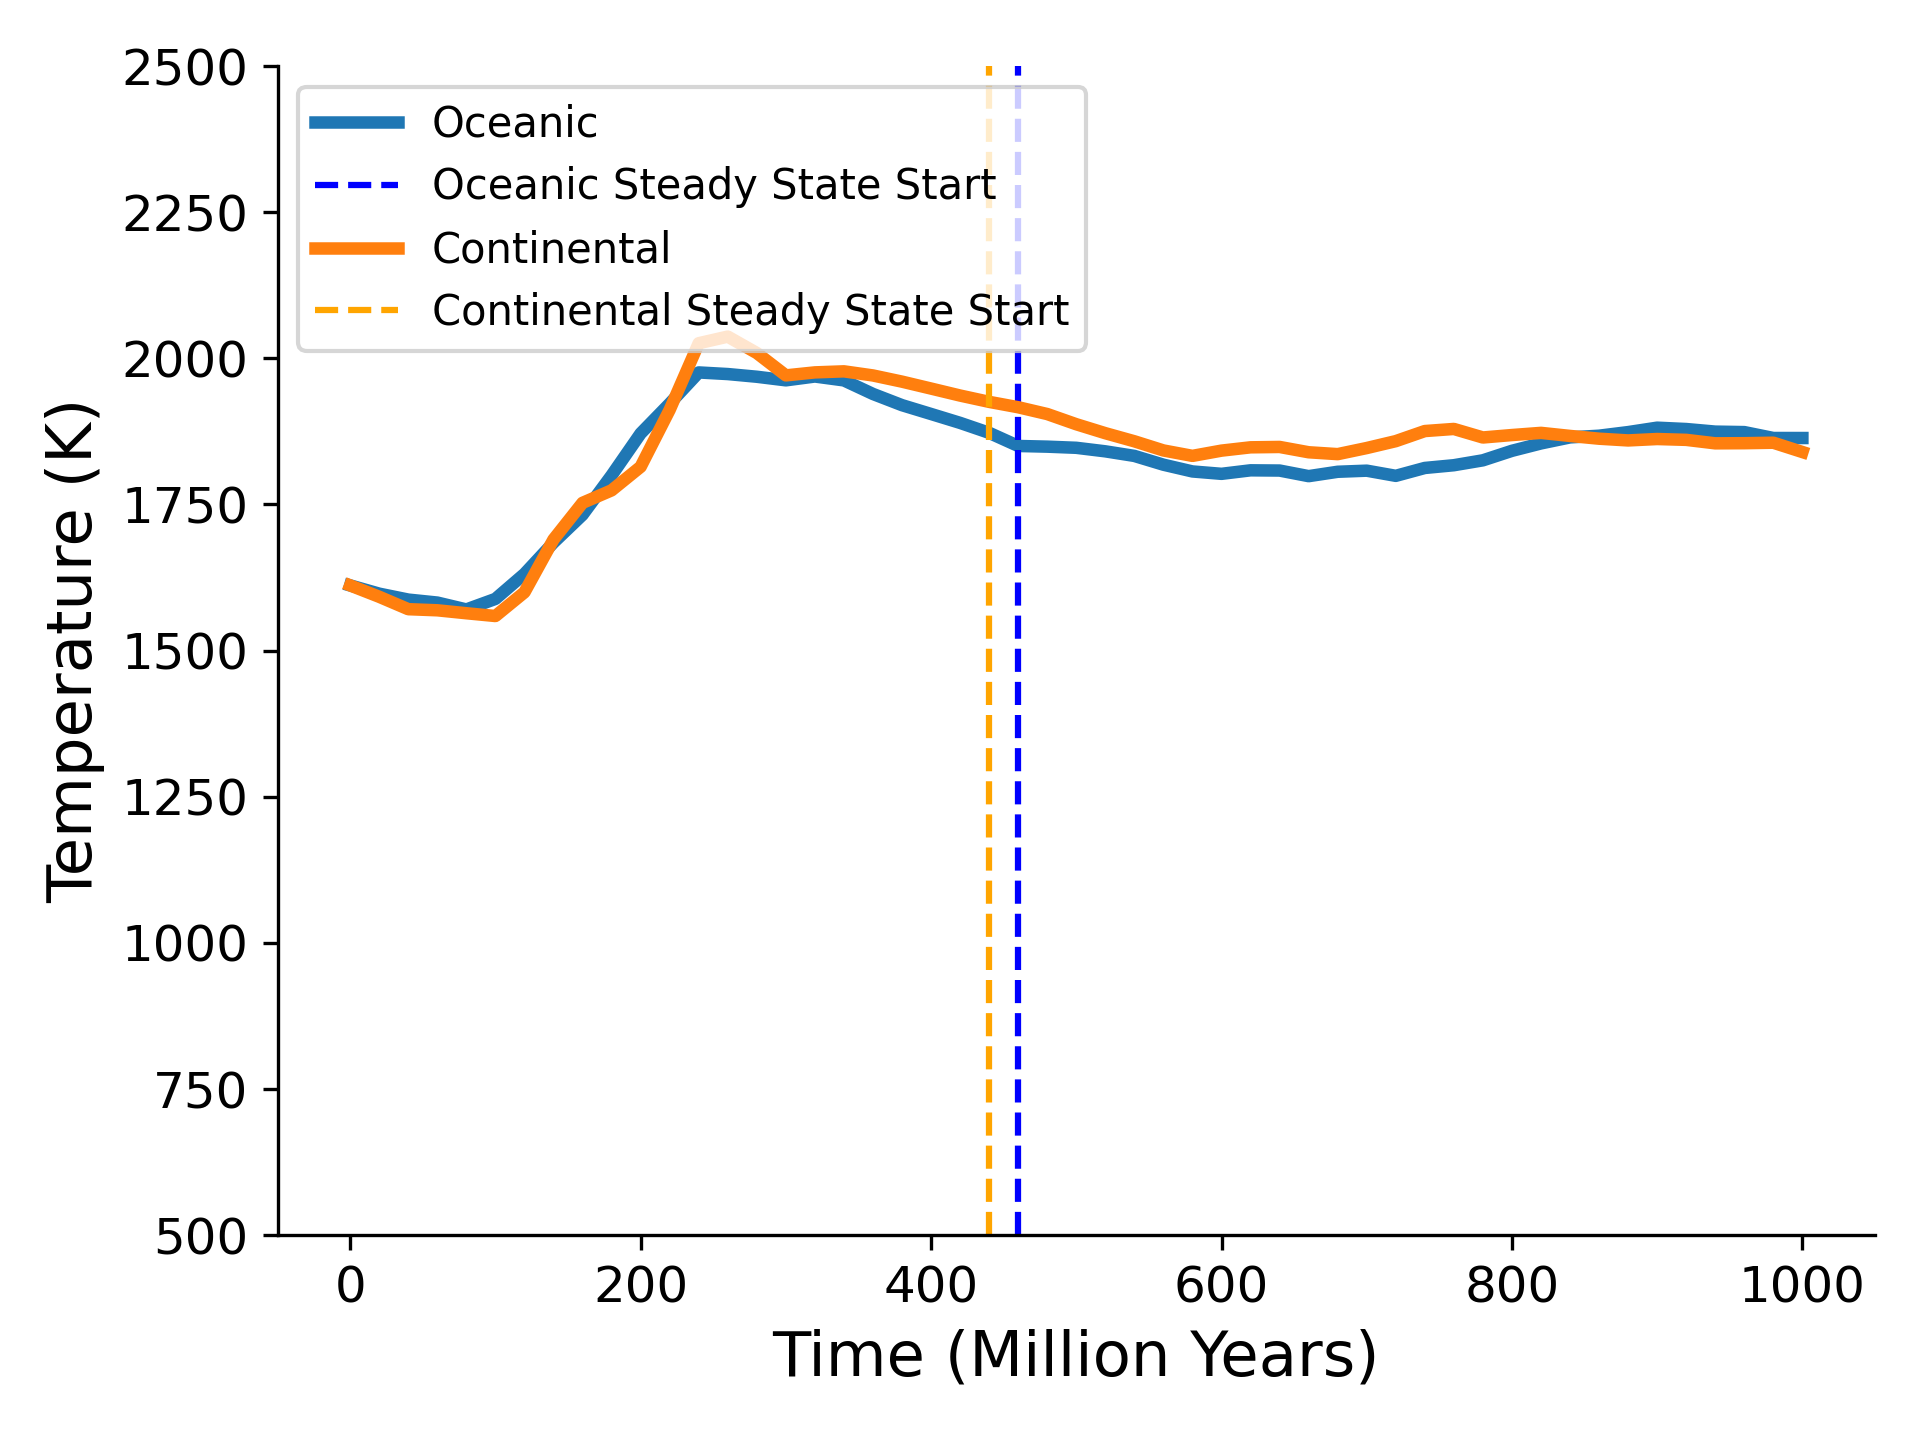 2500
2250
2000
1750
1500
1250
1000
750
500
Temperature (K)
Oceanic
Oceanic Steady State Start
Continental
Continental Steady State Start
0 200 400 600 800 1000
Time (Million Years)